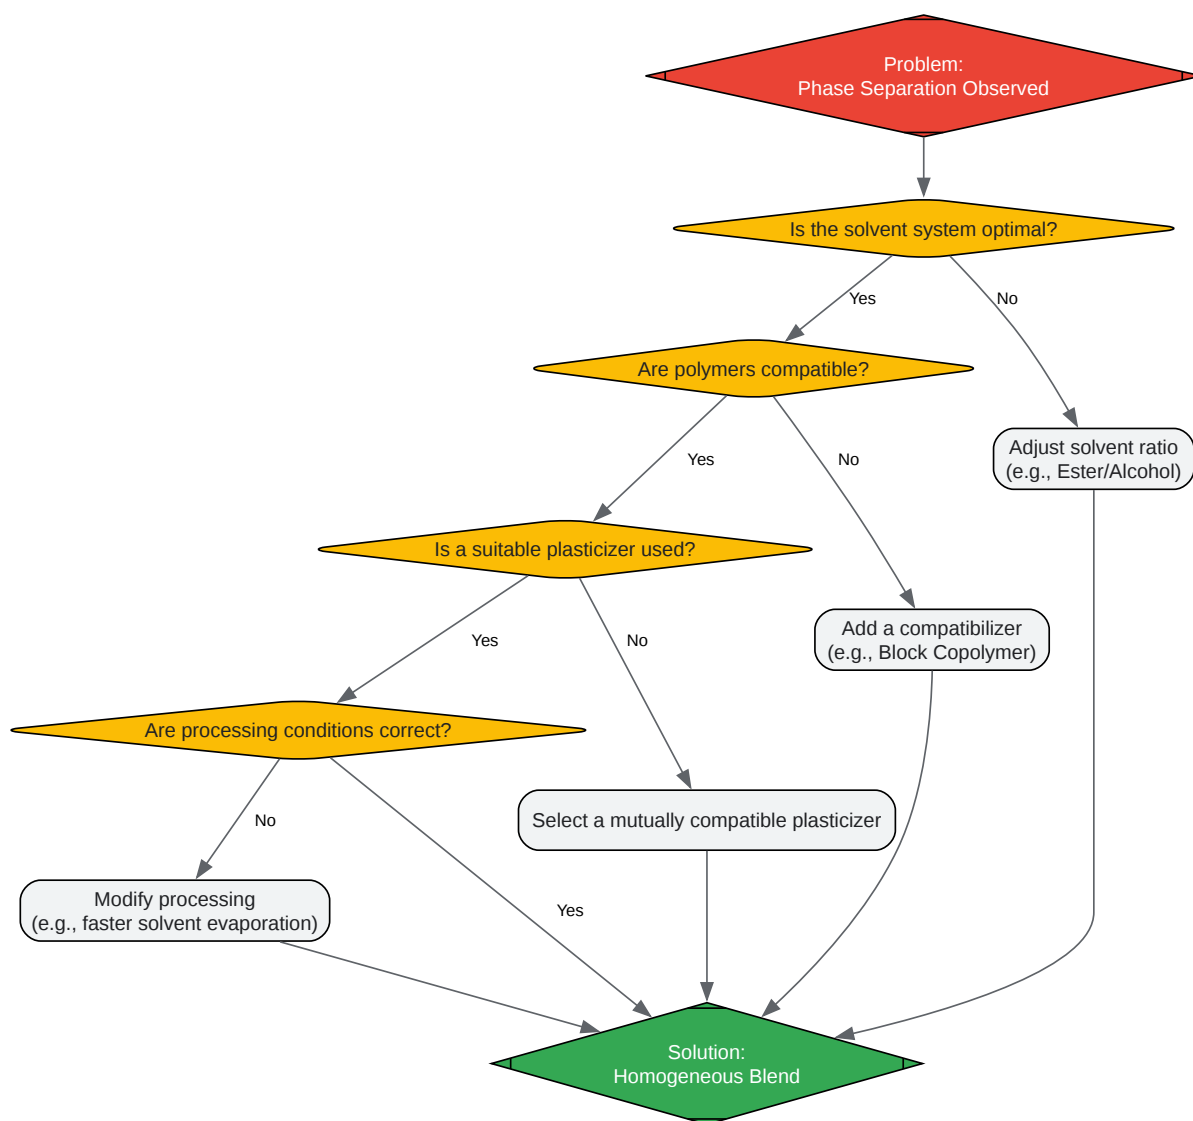 Problem:
Phase Separation Observed
Is the solvent system optimal?
Yes
No
Are polymers compatible?
Adjust solvent ratio
(e.g., Ester/Alcohol)
Yes
No
Is a suitable plasticizer used?
Add a compatibilizer
(e.g., Block Copolymer)
Yes
No
Are processing conditions correct?
Select a mutually compatible plasticizer
No
Modify processing
(e.g., faster solvent evaporation)
Yes
Solution:
Homogeneous Blend